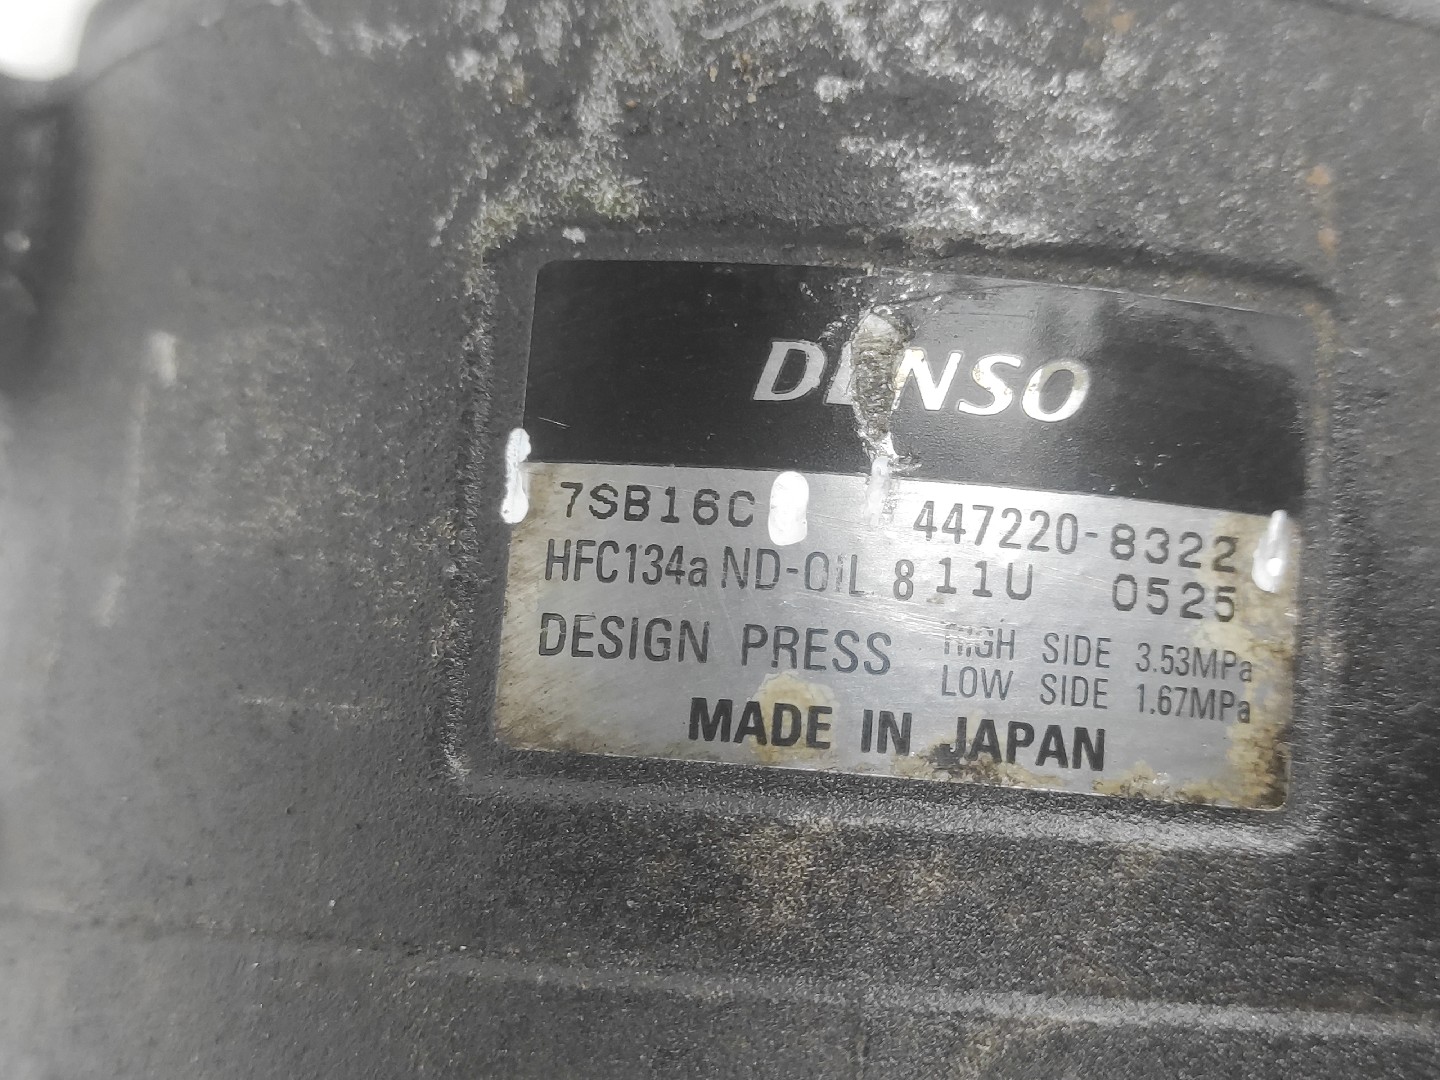 DENSO
7SB16C 447220-8322
HFC134a ND-OIL 8 11U 0525
DESIGN PRESS HIGH SIDE 3.53MPa
LOW SIDE 1.67MPa
MADE IN JAPAN